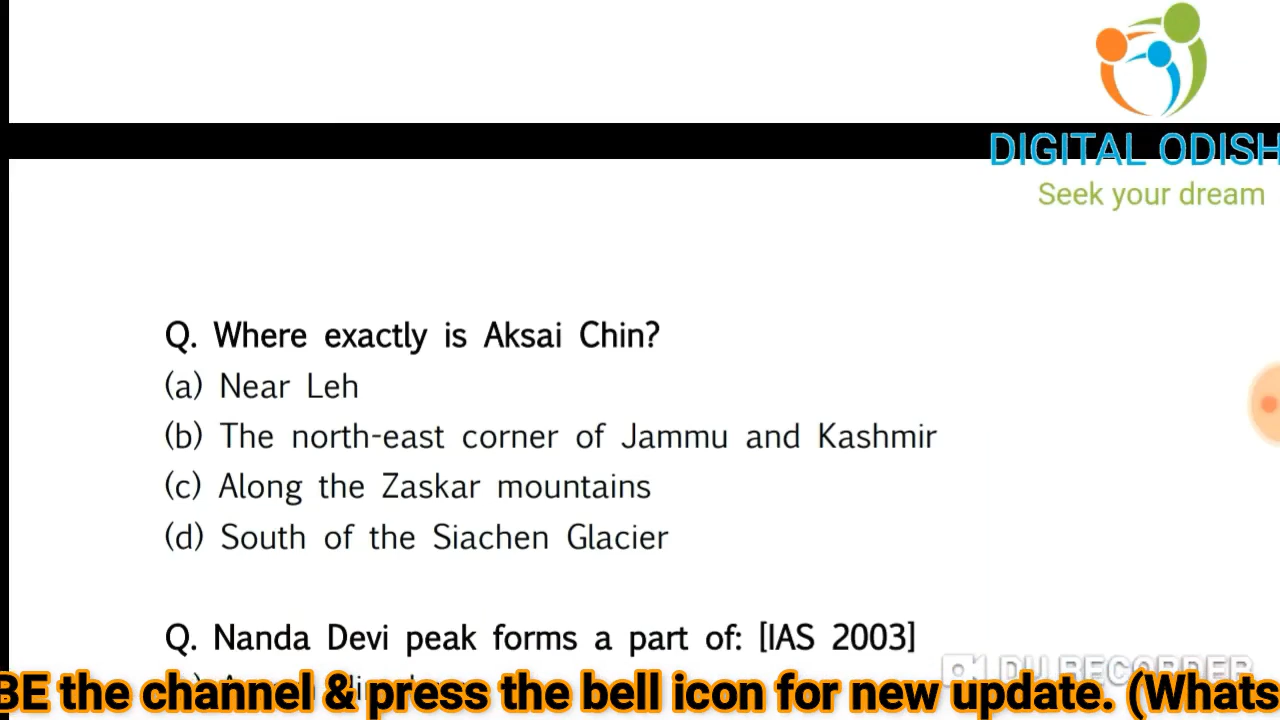 DIGITAL ODISH
Seek your dream
Q. Where exactly is Aksai Chin?
(a) Near Leh
(b) The north-east corner of Jammu and Kashmir
(c) Along the Zaskar mountains
(d) South of the Siachen Glacier
Q. Nanda Devi peak forms a part of: [IAS 2003]
DU RECORDER
BE the channel & press the bell icon for new update. (Whats